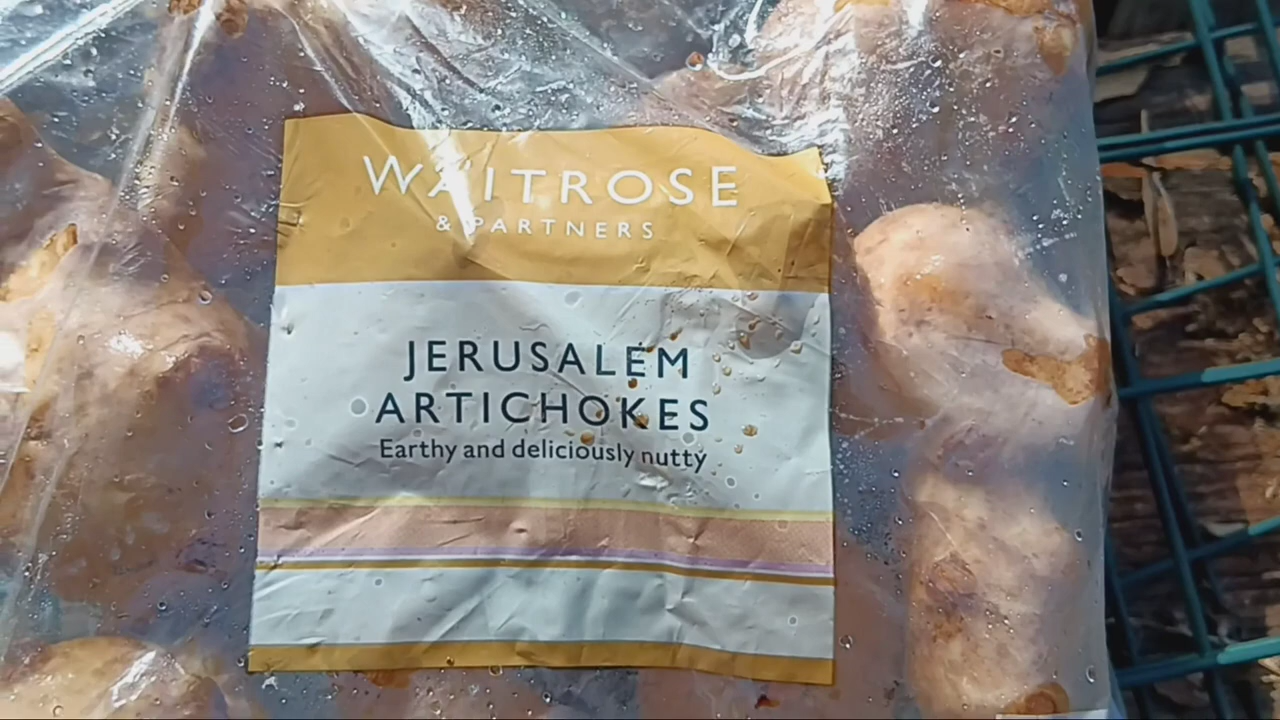 WAITROSE
& PARTNERS
JERUSALEM
ARTICHOKES
Earthy and deliciously nutty